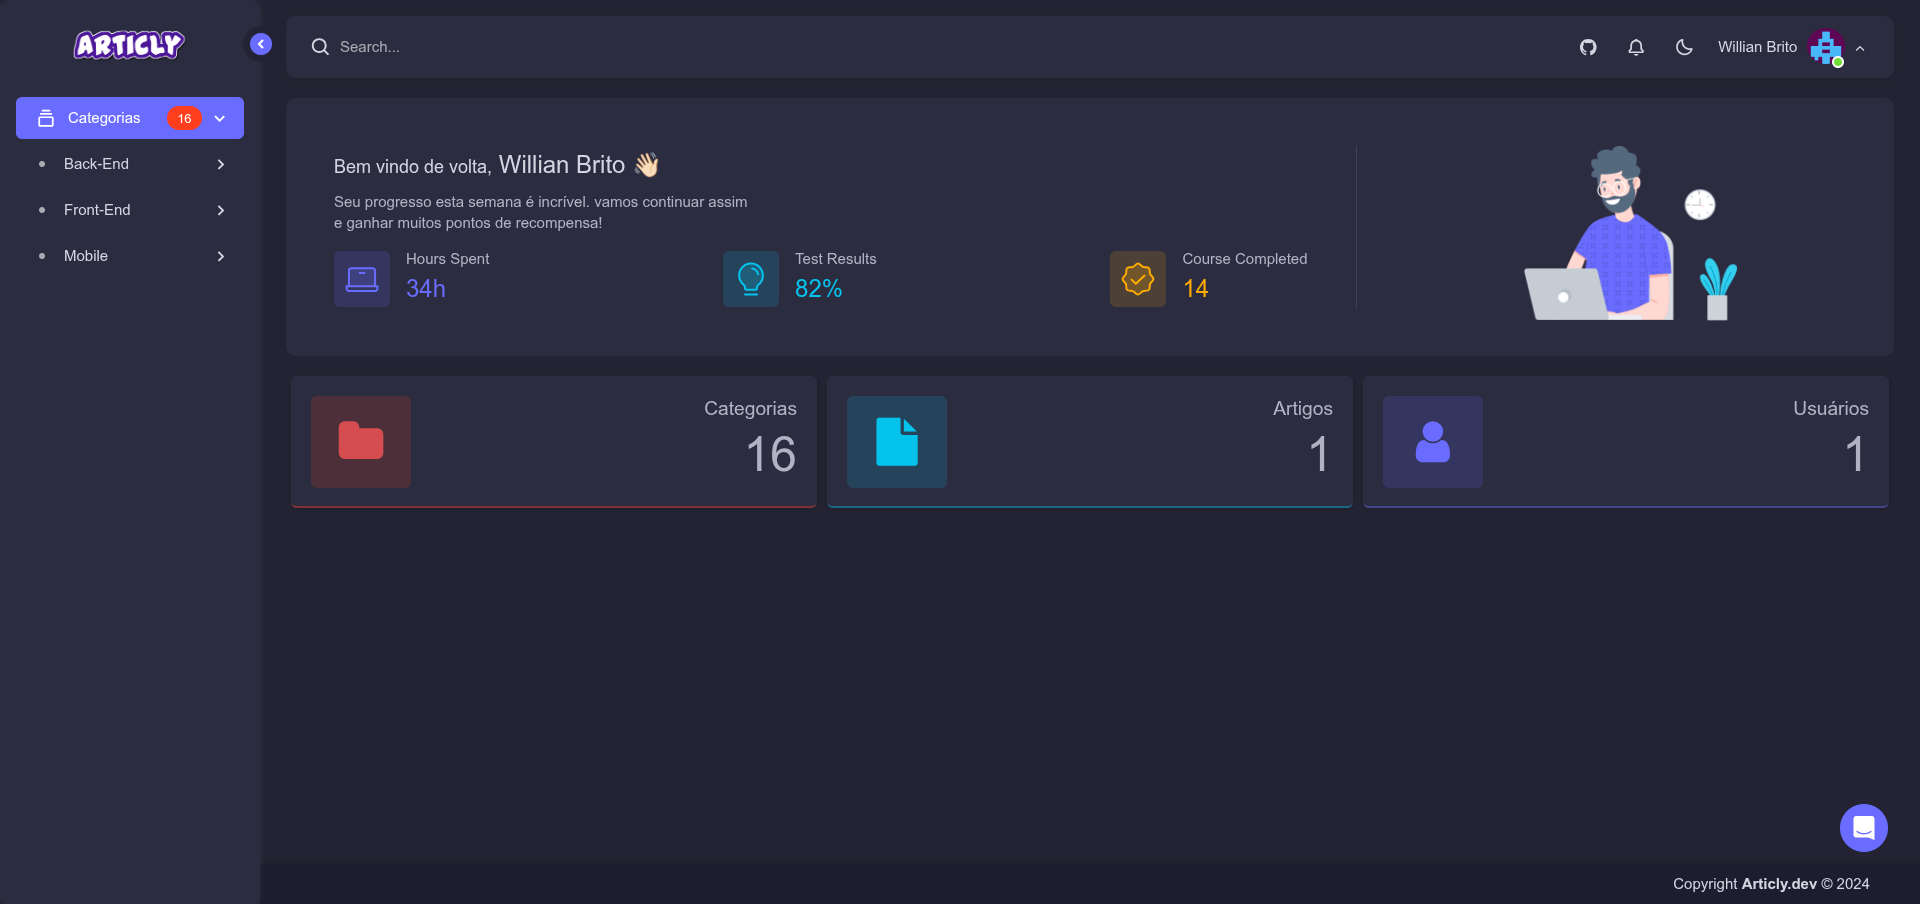 ARTICLY
Search...
Willian Brito
Categorias 16
Back-End
Front-End
Mobile
Bem vindo de volta, Willian Brito 👋🏻
Seu progresso esta semana é incrível. vamos continuar assim
e ganhar muitos pontos de recompensa!
Hours Spent
34h
Test Results
82%
Course Completed
14
Categorias
16
Artigos
1
Usuários
1
Copyright Articly.dev © 2024